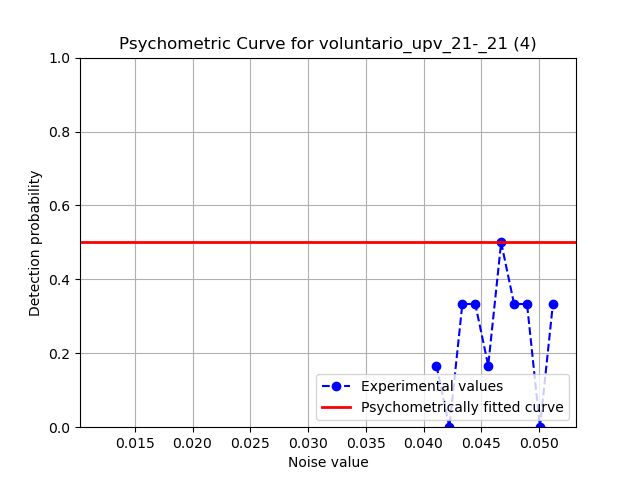 Psychometric Curve for voluntario_upv_21-_21 (4)
1.0
0.8
0.6
0.4
0.2
0.0
Detection probability
Experimental values
Psychometrically fitted curve
0.015 0.020 0.025 0.030 0.035 0.040 0.045 0.050
Noise value